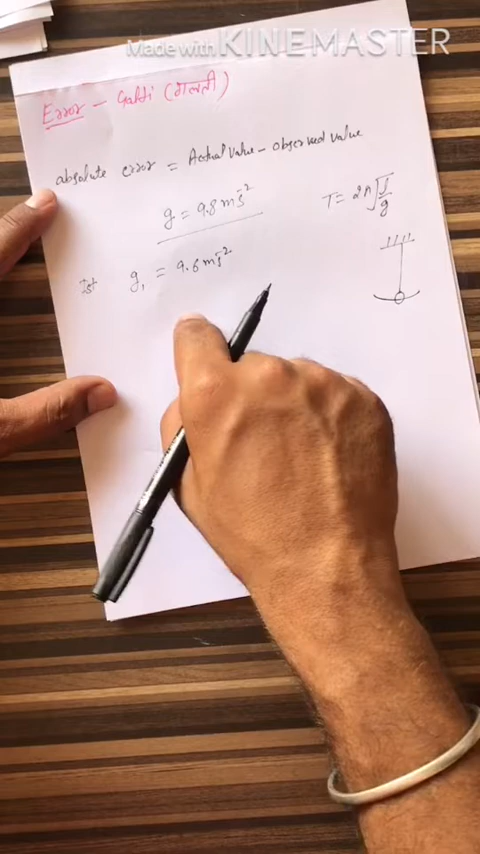 Made with KINEMASTER
Error - Galti (गलती)
absolute error = Actual value - observed value
g = 9.8 ms⁻²
T = 2π√(l/g)
Ist g₁ = 9.6 ms⁻²